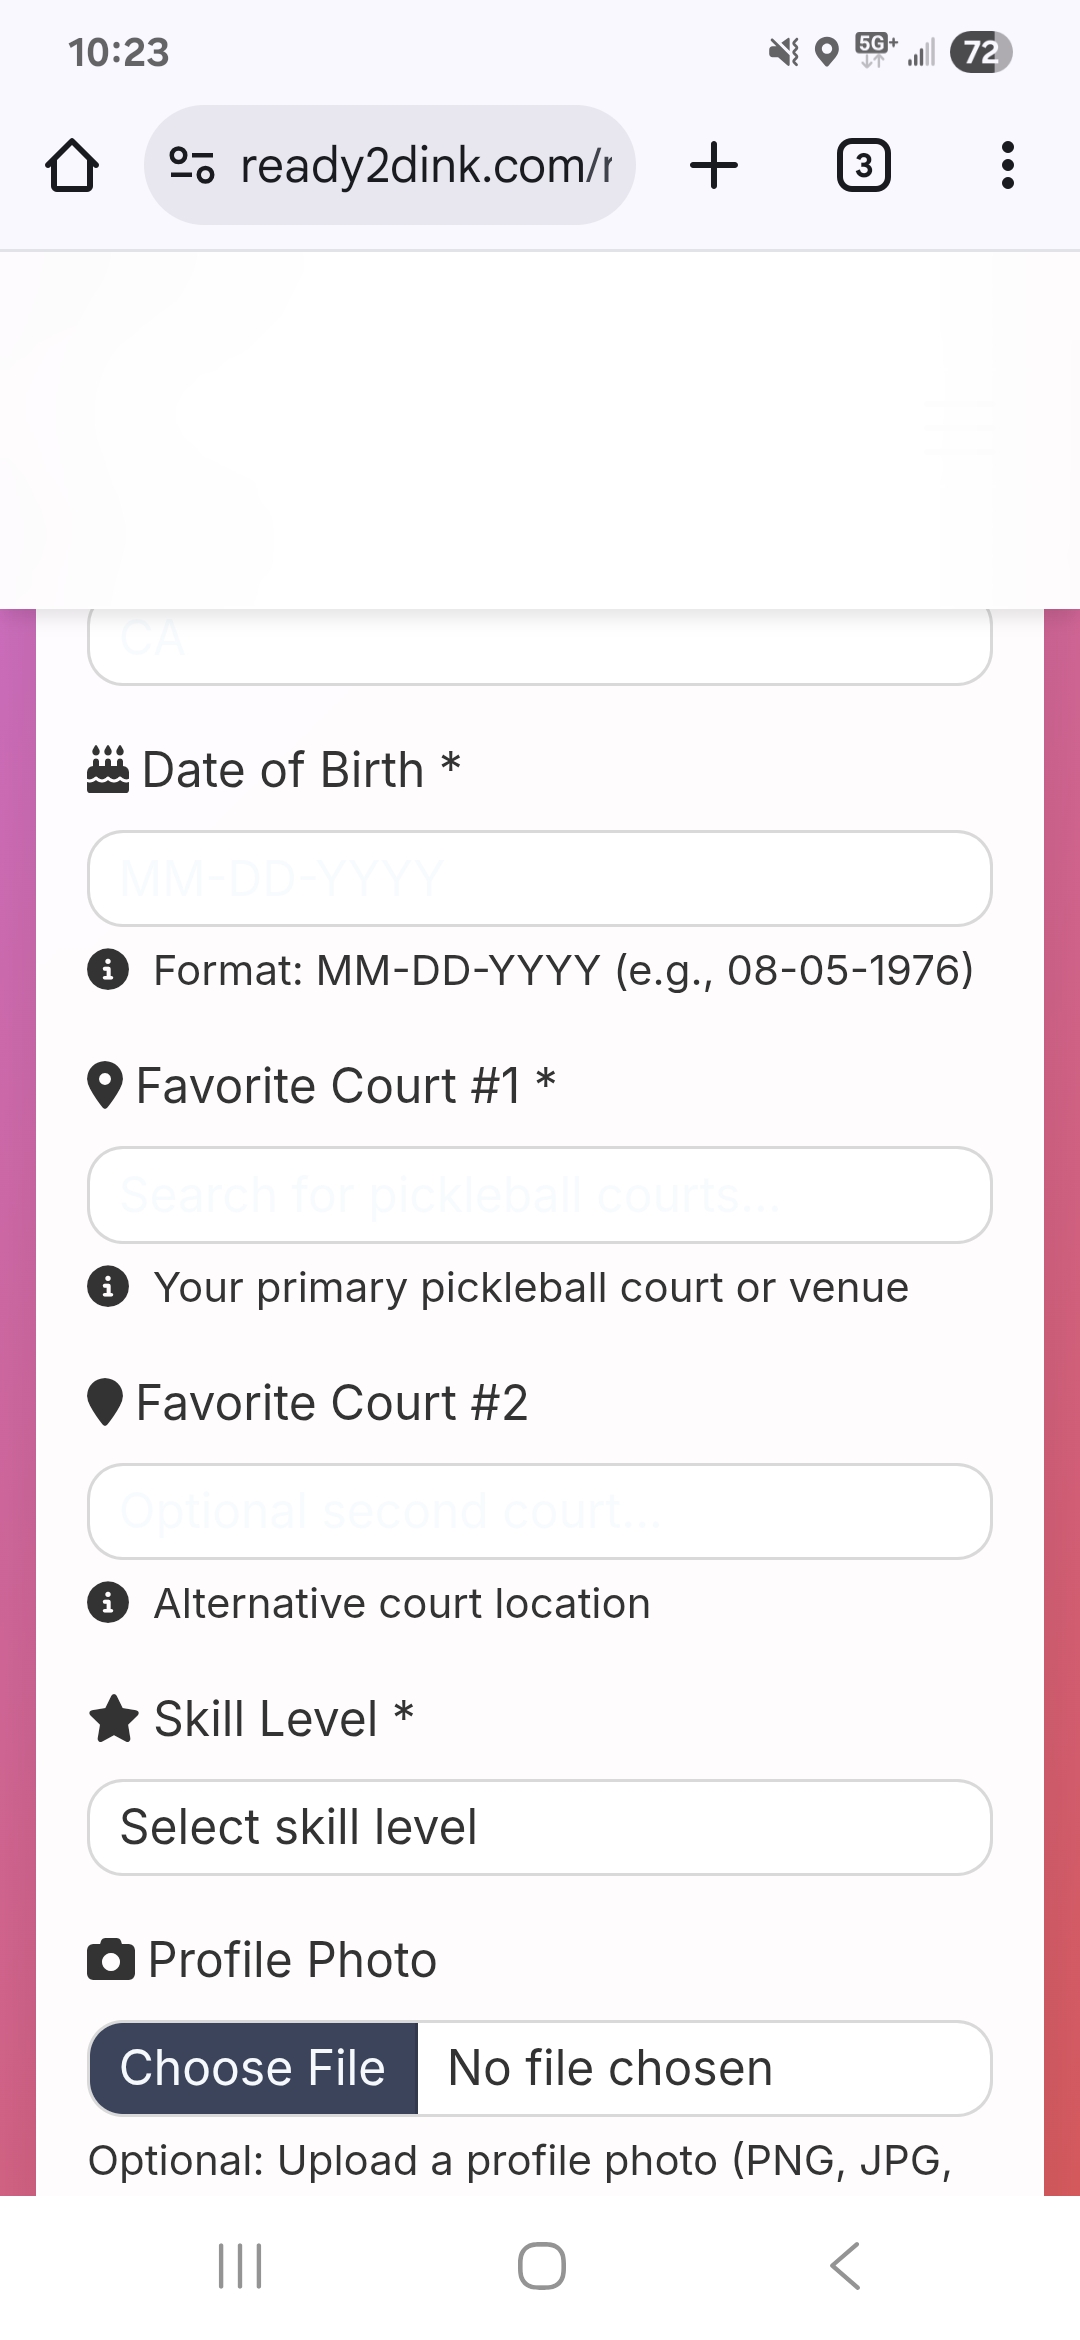 10:23
5G+
72
ready2dink.com/r
3
CA
Date of Birth *
MM-DD-YYYY
Format: MM-DD-YYYY (e.g., 08-05-1976)
Favorite Court #1 *
Search for pickleball courts...
Your primary pickleball court or venue
Favorite Court #2
Optional second court...
Alternative court location
Skill Level *
Select skill level
Profile Photo
Choose File No file chosen
Optional: Upload a profile photo (PNG, JPG,